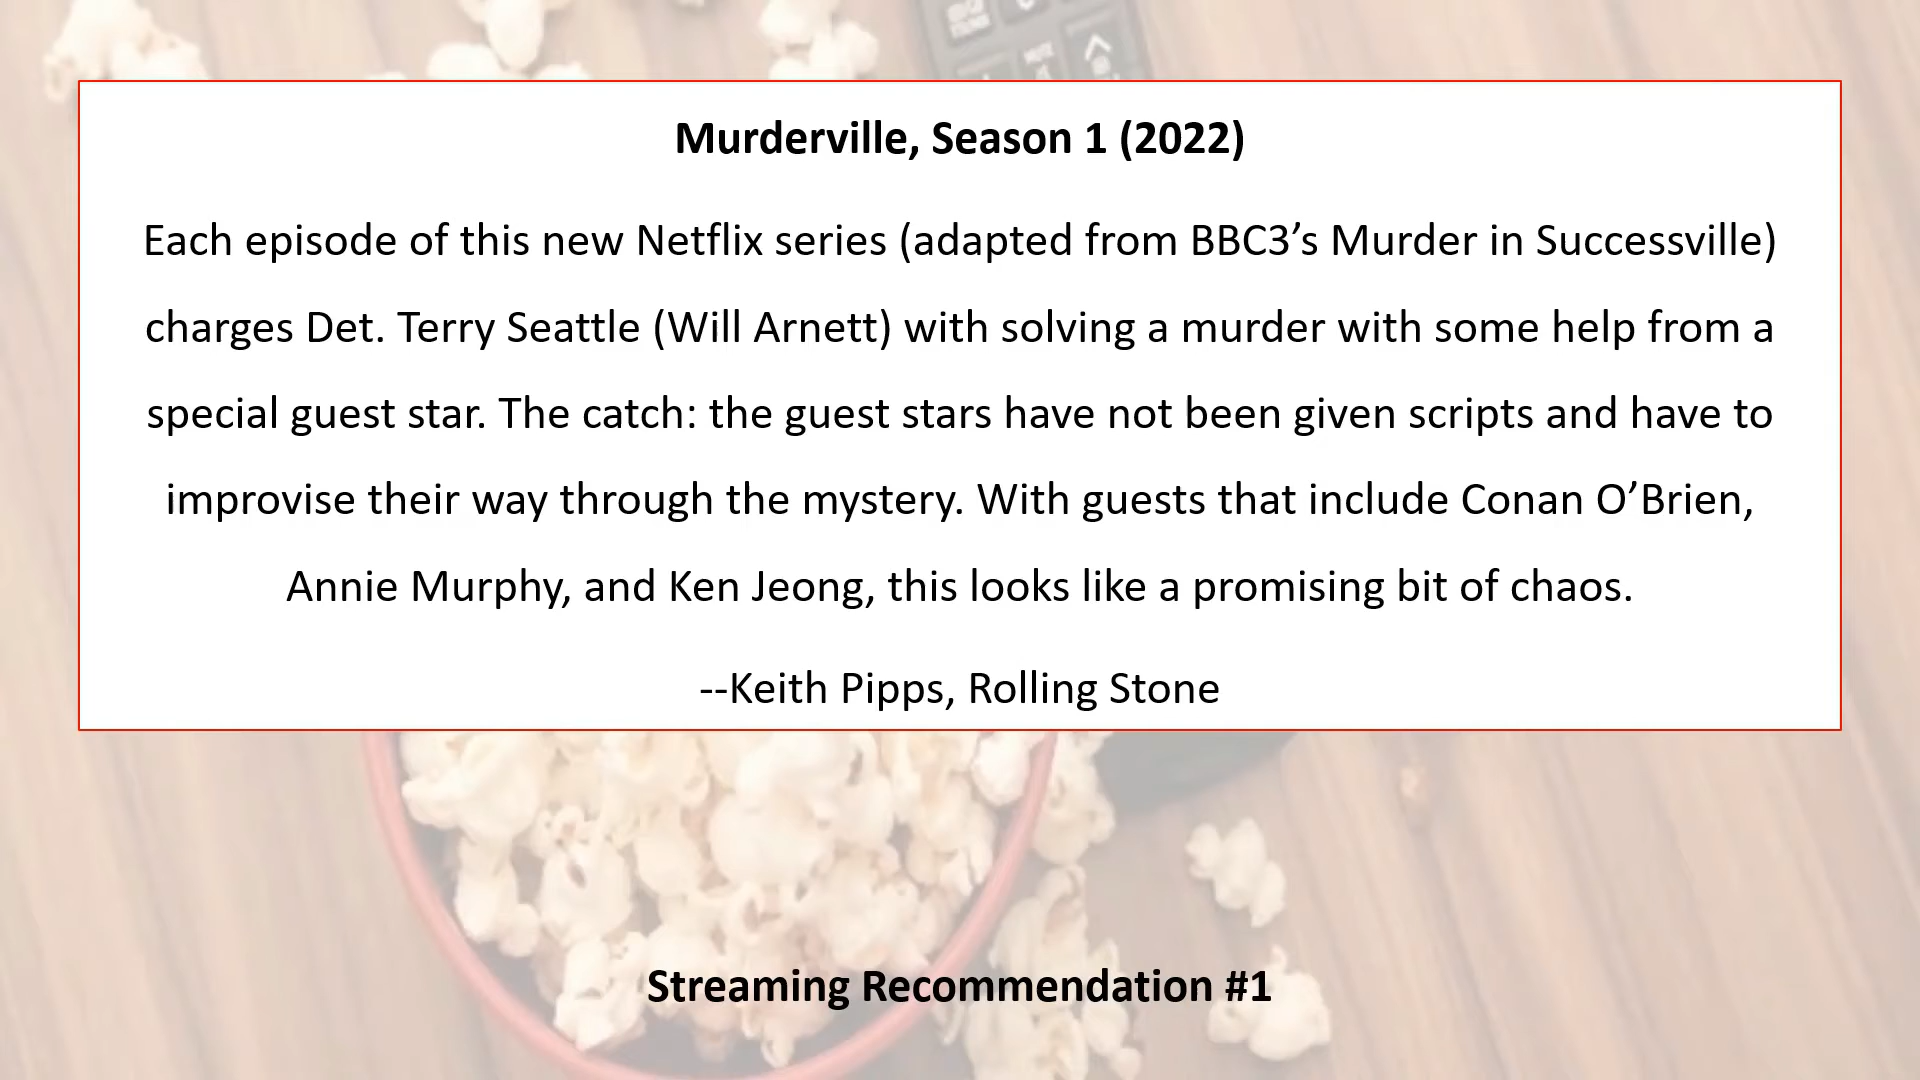 Murderville, Season 1 (2022)
Each episode of this new Netflix series (adapted from BBC3’s Murder in Successville)
charges Det. Terry Seattle (Will Arnett) with solving a murder with some help from a
special guest star. The catch: the guest stars have not been given scripts and have to
improvise their way through the mystery. With guests that include Conan O’Brien,
Annie Murphy, and Ken Jeong, this looks like a promising bit of chaos.
--Keith Pipps, Rolling Stone
Streaming Recommendation #1